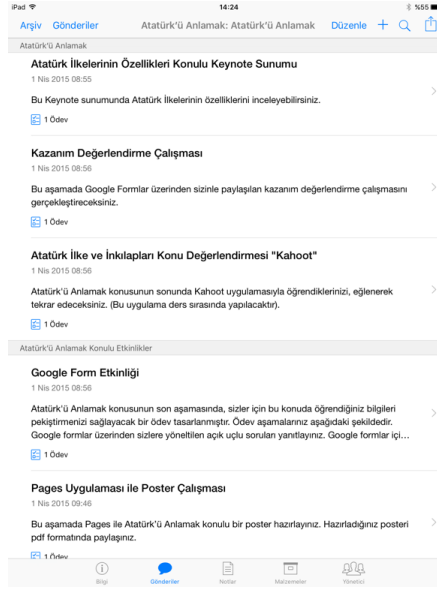 iPad 14:24 %55
Arşiv Gönderiler Atatürk'ü Anlamak: Atatürk'ü Anlamak Düzenle
Atatürk'ü Anlamak
Atatürk İlkelerinin Özellikleri Konulu Keynote Sunumu
1 Nis 2015 08:55
Bu Keynote sunumunda Atatürk İlkelerinin özelliklerini inceleyebilirsiniz.
1 Ödev
Kazanım Değerlendirme Çalışması
1 Nis 2015 08:56
Bu aşamada Google Formlar üzerinden sizinle paylaşılan kazanım değerlendirme çalışmasını
gerçekleştireceksiniz.
1 Ödev
Atatürk İlke ve İnkılapları Konu Değerlendirmesi "Kahoot"
1 Nis 2015 08:56
Atatürk'ü Anlamak konusunun sonunda Kahoot uygulamasıyla öğrendiklerinizi, eğlenerek
tekrar edeceksiniz. (Bu uygulama ders sırasında yapılacaktır).
1 Ödev
Atatürk'ü Anlamak Konulu Etkinlikler
Google Form Etkinliği
1 Nis 2015 08:56
Atatürk'ü Anlamak konusunun son aşamasında, sizler için bu konuda öğrendiğiniz bilgileri
pekiştirmenizi sağlayacak bir ödev tasarlanmıştır. Ödev aşamalarınız aşağıdaki şekildedir.
Google formlar üzerinden sizlere yöneltilen açık uçlu soruları yanıtlayınız. Google formlar içi...
1 Ödev
Pages Uygulaması ile Poster Çalışması
1 Nis 2015 09:46
Bu aşamada Pages ile Atatürk'ü Anlamak konulu bir poster hazırlayınız. Hazırladığınız posteri
pdf formatında paylaşınız.
1 Ödev
Bilgi Gönderiler Notlar Malzemeler Yönetici